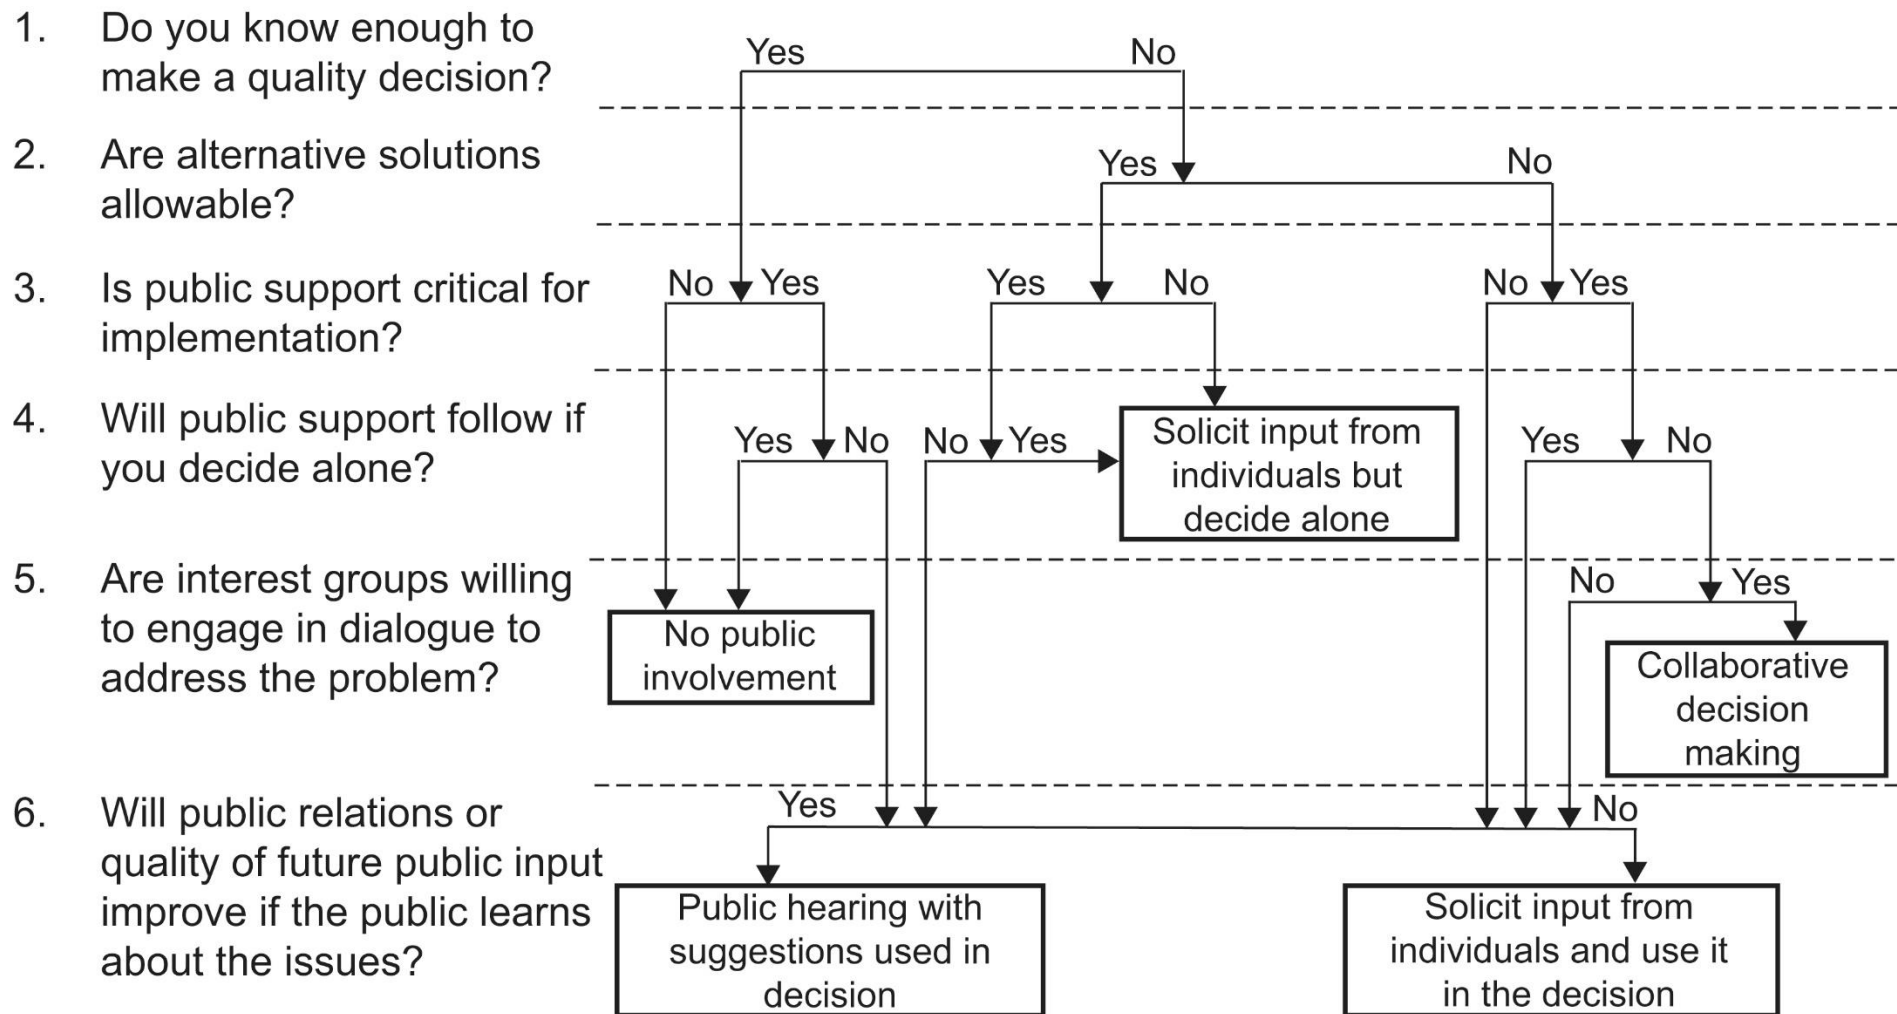 1. Do you know enough to
make a quality decision?
Yes
No
2. Are alternative solutions
allowable?
Yes
No
3. Is public support critical for
implementation?
No
Yes
Yes
No
No
Yes
4. Will public support follow if
you decide alone?
Yes
No
No
Yes
Solicit input from
individuals but
decide alone
Yes
No
5. Are interest groups willing
to engage in dialogue to
address the problem?
No public
involvement
No
Yes
Collaborative
decision
making
6. Will public relations or
quality of future public input
improve if the public learns
about the issues?
Yes
No
Public hearing with
suggestions used in
decision
Solicit input from
individuals and use it
in the decision